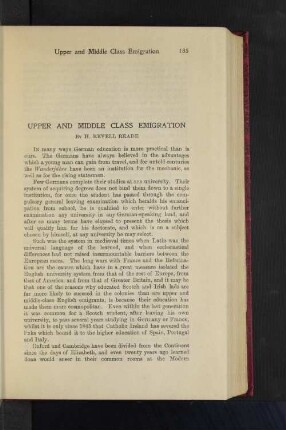 Upper and Middle Class Emigration 155
UPPER AND MIDDLE CLASS EMIGRATION
By H. REVELL READE
In many ways German education is more practical than is
ours. The Germans have always believed in the advantages
which a young man can gain from travel, and for untold centuries
the Wanderjahre have been an institution for the mechanic, as
well as for the rising statesman.
Few Germans complete their studies at one university. Their
system of acquiring degrees does not bind them down to a single
institution, for once the student has passed through the com-
pulsory general leaving examination which heralds his emanci-
pation from school, he is qualified to enter without further
examination any university in any German-speaking land, and
after so many terms have elapsed to present the thesis which
will qualify him for his doctorate, and which is on a subject
chosen by himself, at any university he may select.
Such was the system in medieval times when Latin was the
universal language of the learned, and when substantial
differences had not raised insurmountable barriers between the
European races. The long wars with France and the Reforma-
tion are the causes which have in a great measure isolated the
English university system from that of the rest of Europe, from
that of America and from that of Greater Britain, and it may be
that one of the reasons why educated Scotch and Irish lads are
far more likely to succeed in the colonies than are upper and
middle-class English emigrants, is because their education has
made them more cosmopolitan. Even within the last generation
it was common for a Scotch student, after leaving his own
university, to pass several years studying in Germany or France,
whilst it is only since that Catholic Ireland has severed the
links which bound it to the higher education of Spain, Portugal
and Italy.
Oxford and Cambridge have been divided from the Continent
since the days of Elizabeth, and even twenty years ago learned
men would sneer in their common rooms at the Modern